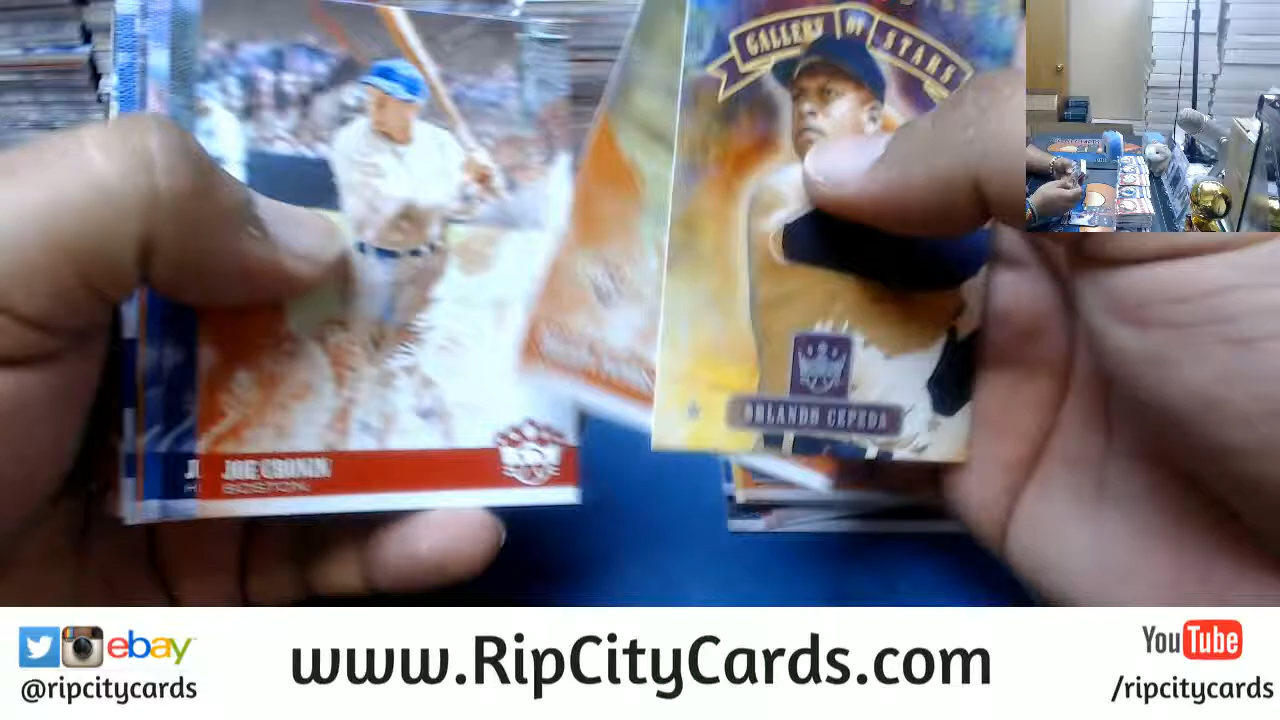 GALLERY OF STARS
JOE CRONIN
BOSTON
ORLANDO CEPEDA
ebay
@ripcitycards
www.RipCityCards.com
YouTube
/ripcitycards